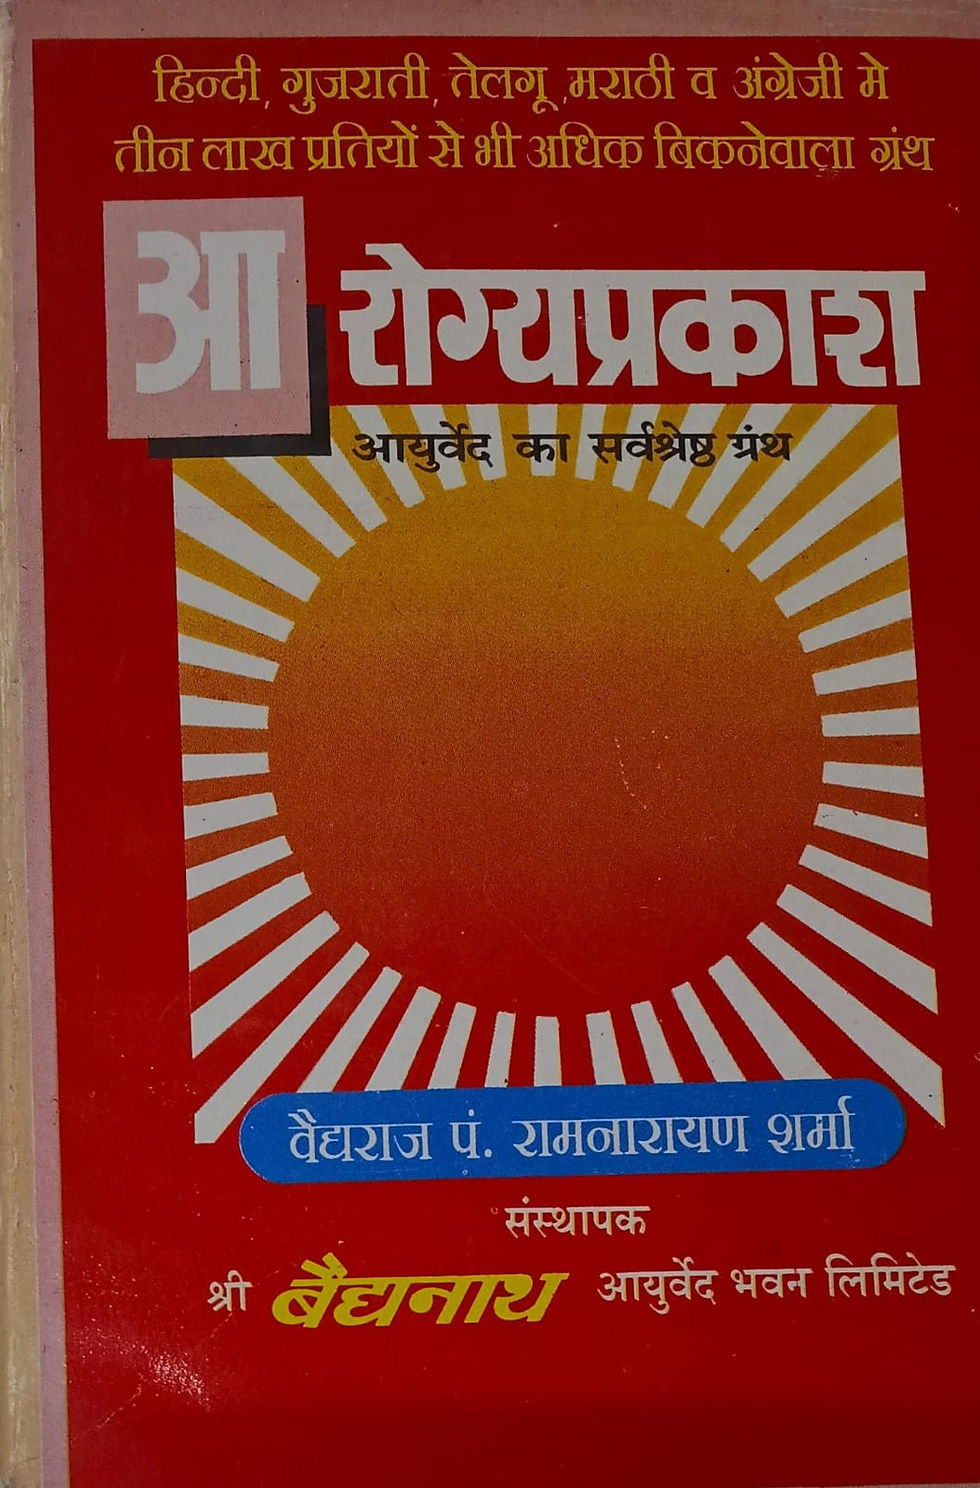 हिन्दी, गुजराती, तेलगू ,मराठी व अंग्रेजी मे
तीन लाख प्रतियों से भी अधिक बिकनेवाला ग्रंथ
आरोग्यप्रकाश
आयुर्वेद का सर्वश्रेष्ठ ग्रंथ
वैद्यराज पं. रामनारायण शर्मा
संस्थापक
श्री बैद्यनाथ आयुर्वेद भवन लिमिटेड